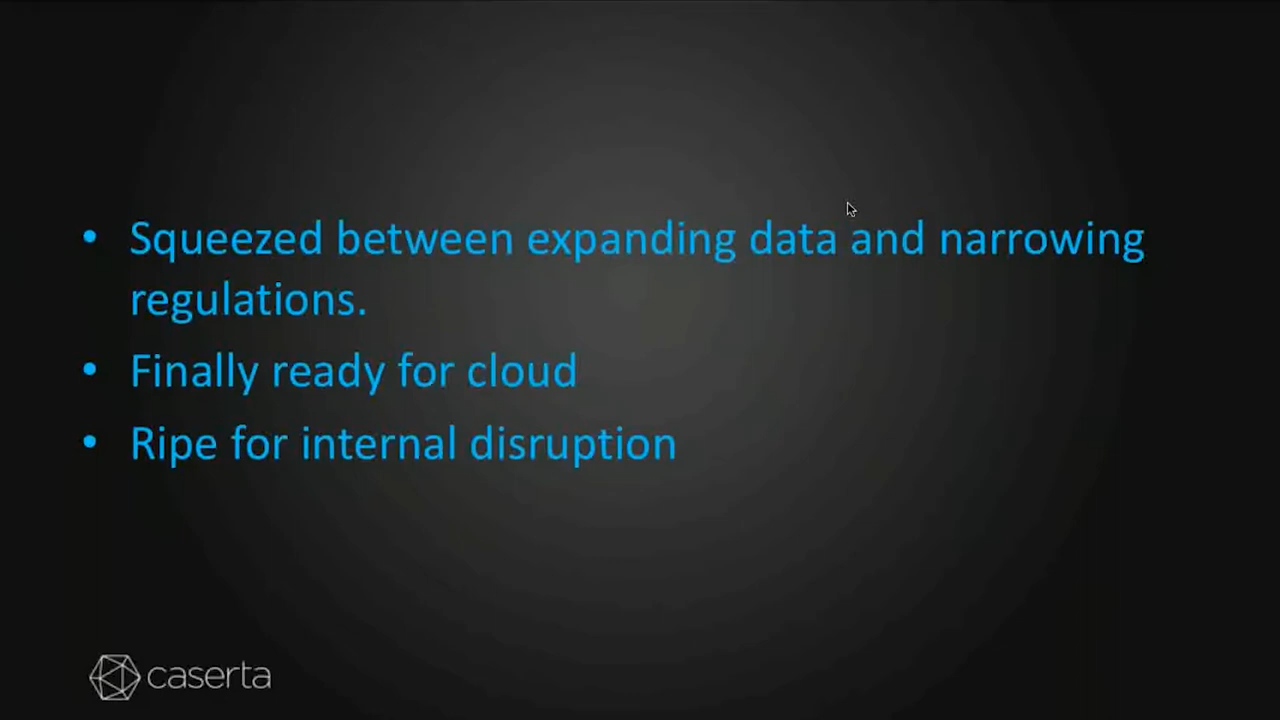 • Squeezed between expanding data and narrowing
regulations.
• Finally ready for cloud
• Ripe for internal disruption
caserta